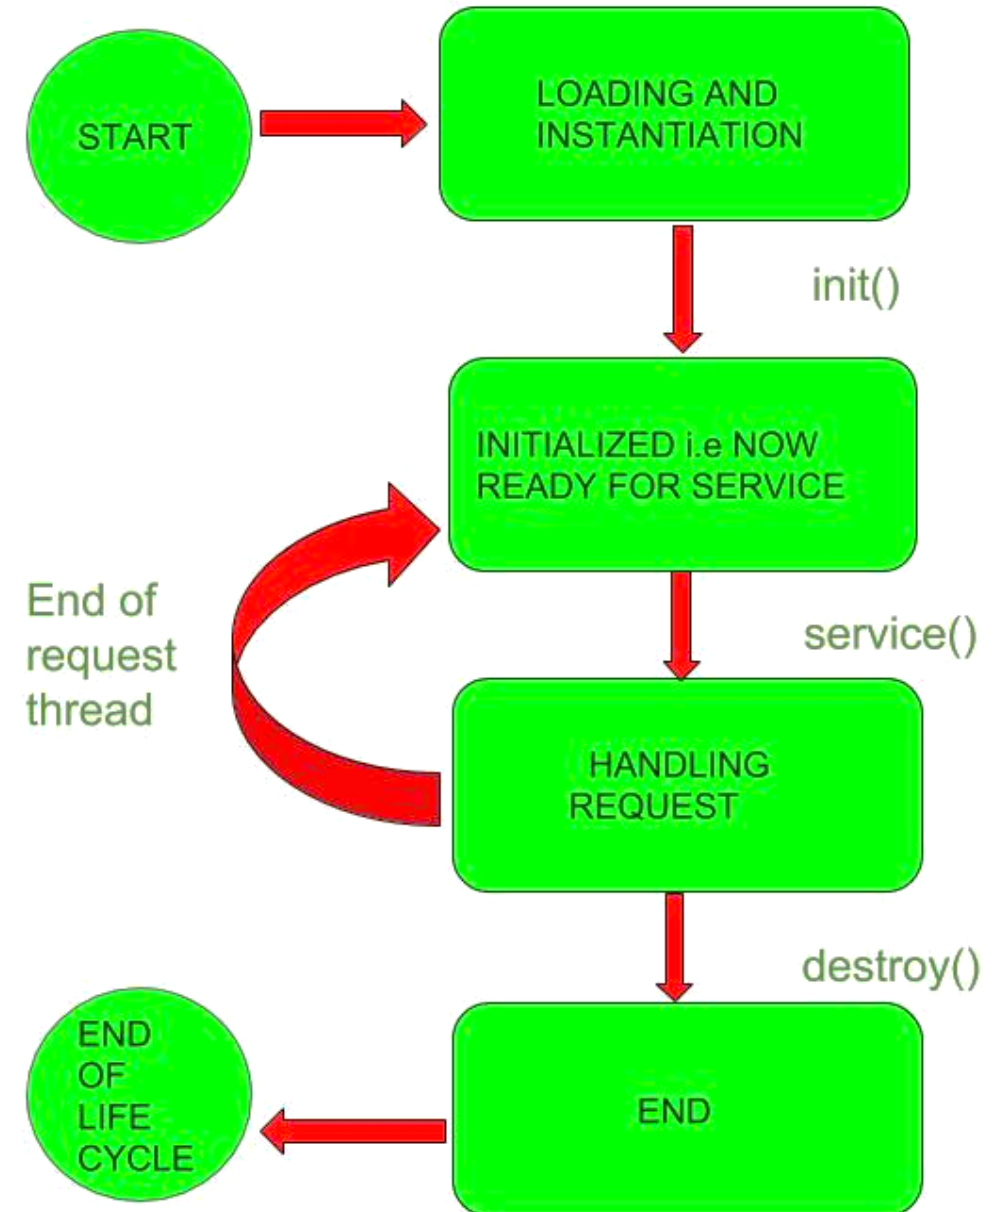 START
LOADING AND
INSTANTIATION
init()
INITIALIZED i.e NOW
READY FOR SERVICE
End of
request
thread
service()
HANDLING
REQUEST
destroy()
END
OF
LIFE
CYCLE
END